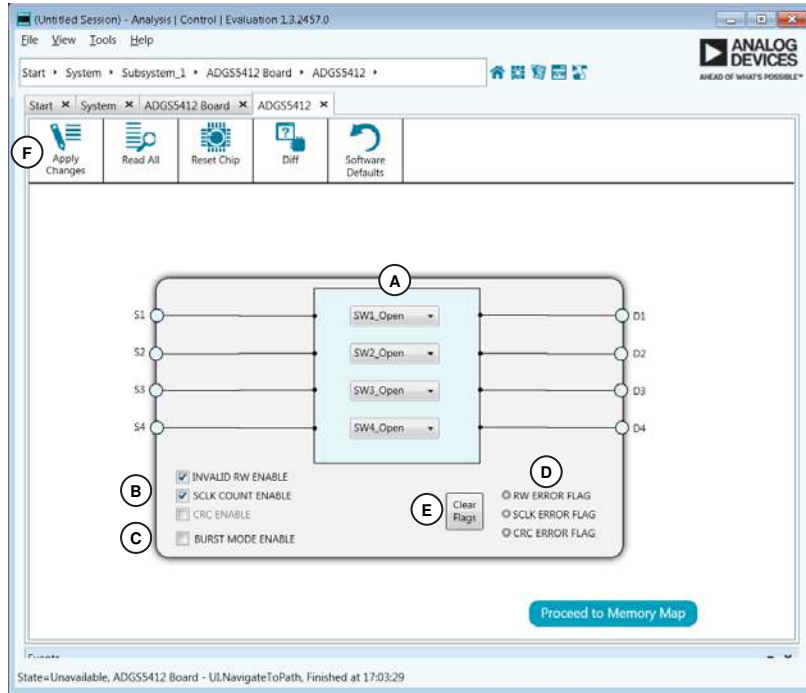 (Untitled Session) - Analysis | Control | Evaluation 1.3.2457.0
File View Tools Help
ANALOG
DEVICES
AHEAD OF WHAT'S POSSIBLE™
Start System Subsystem_1 ADGS5412 Board ADGS5412
Start System ADGS5412 Board ADGS5412
F
Apply
Changes
Read All
Reset Chip
Diff
Software
Defaults
A
S1 SW1_Open D1
S2 SW2_Open D2
S3 SW3_Open D3
S4 SW4_Open D4
B
INVALID RW ENABLE
SCLK COUNT ENABLE
CRC ENABLE
C
BURST MODE ENABLE
E
Clear
Flags
D
RW ERROR FLAG
SCLK ERROR FLAG
CRC ERROR FLAG
Proceed to Memory Map
Events
State=Unavailable, ADGS5412 Board - UI.NavigateToPath, Finished at 17:03:29